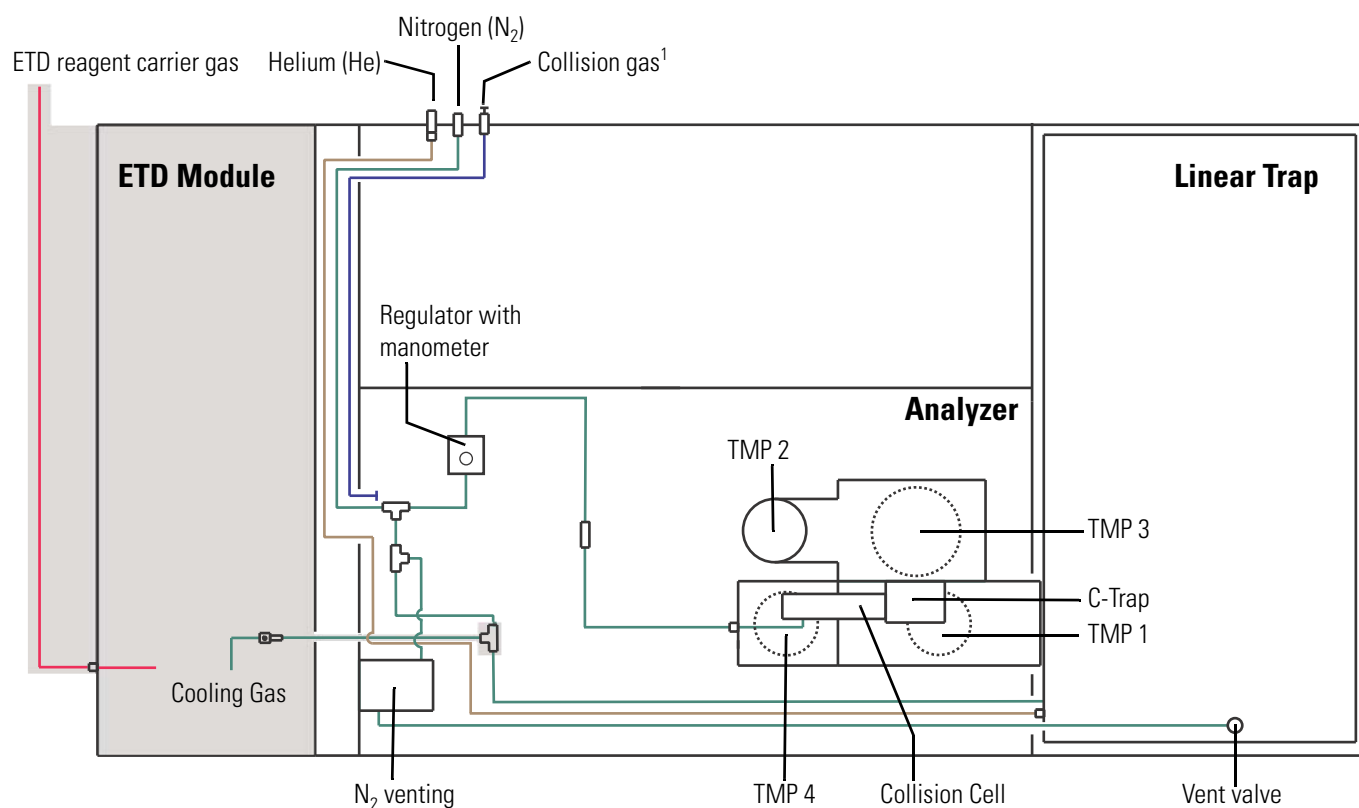 Nitrogen (N₂)
ETD reagent carrier gas
Helium (He)
Collision gas¹
ETD Module
Linear Trap
Regulator with
manometer
Analyzer
TMP 2
TMP 3
C-Trap
TMP 1
Cooling Gas
N₂ venting
TMP 4
Collision Cell
Vent valve